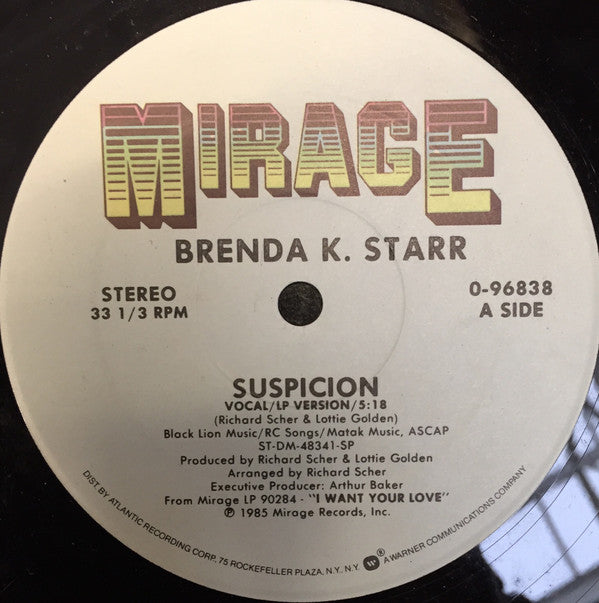 MIRAGE
BRENDA K. STARR
STEREO
33 1/3 RPM
0-96838
A SIDE
SUSPICION
VOCAL/LP VERSION/5:18
(Richard Scher & Lottie Golden)
Black Lion Music/RC Songs/Matak Music, ASCAP
ST-DM-48341-SP
Produced by Richard Scher & Lottie Golden
Arranged by Richard Scher
Executive Producer: Arthur Baker
From Mirage LP 90284 - "I WANT YOUR LOVE"
℗ 1985 Mirage Records, Inc.
DIST. BY ATLANTIC RECORDING CORP. 75 ROCKEFELLER PLAZA, N.Y. N.Y. W ® A WARNER COMMUNICATIONS COMPANY